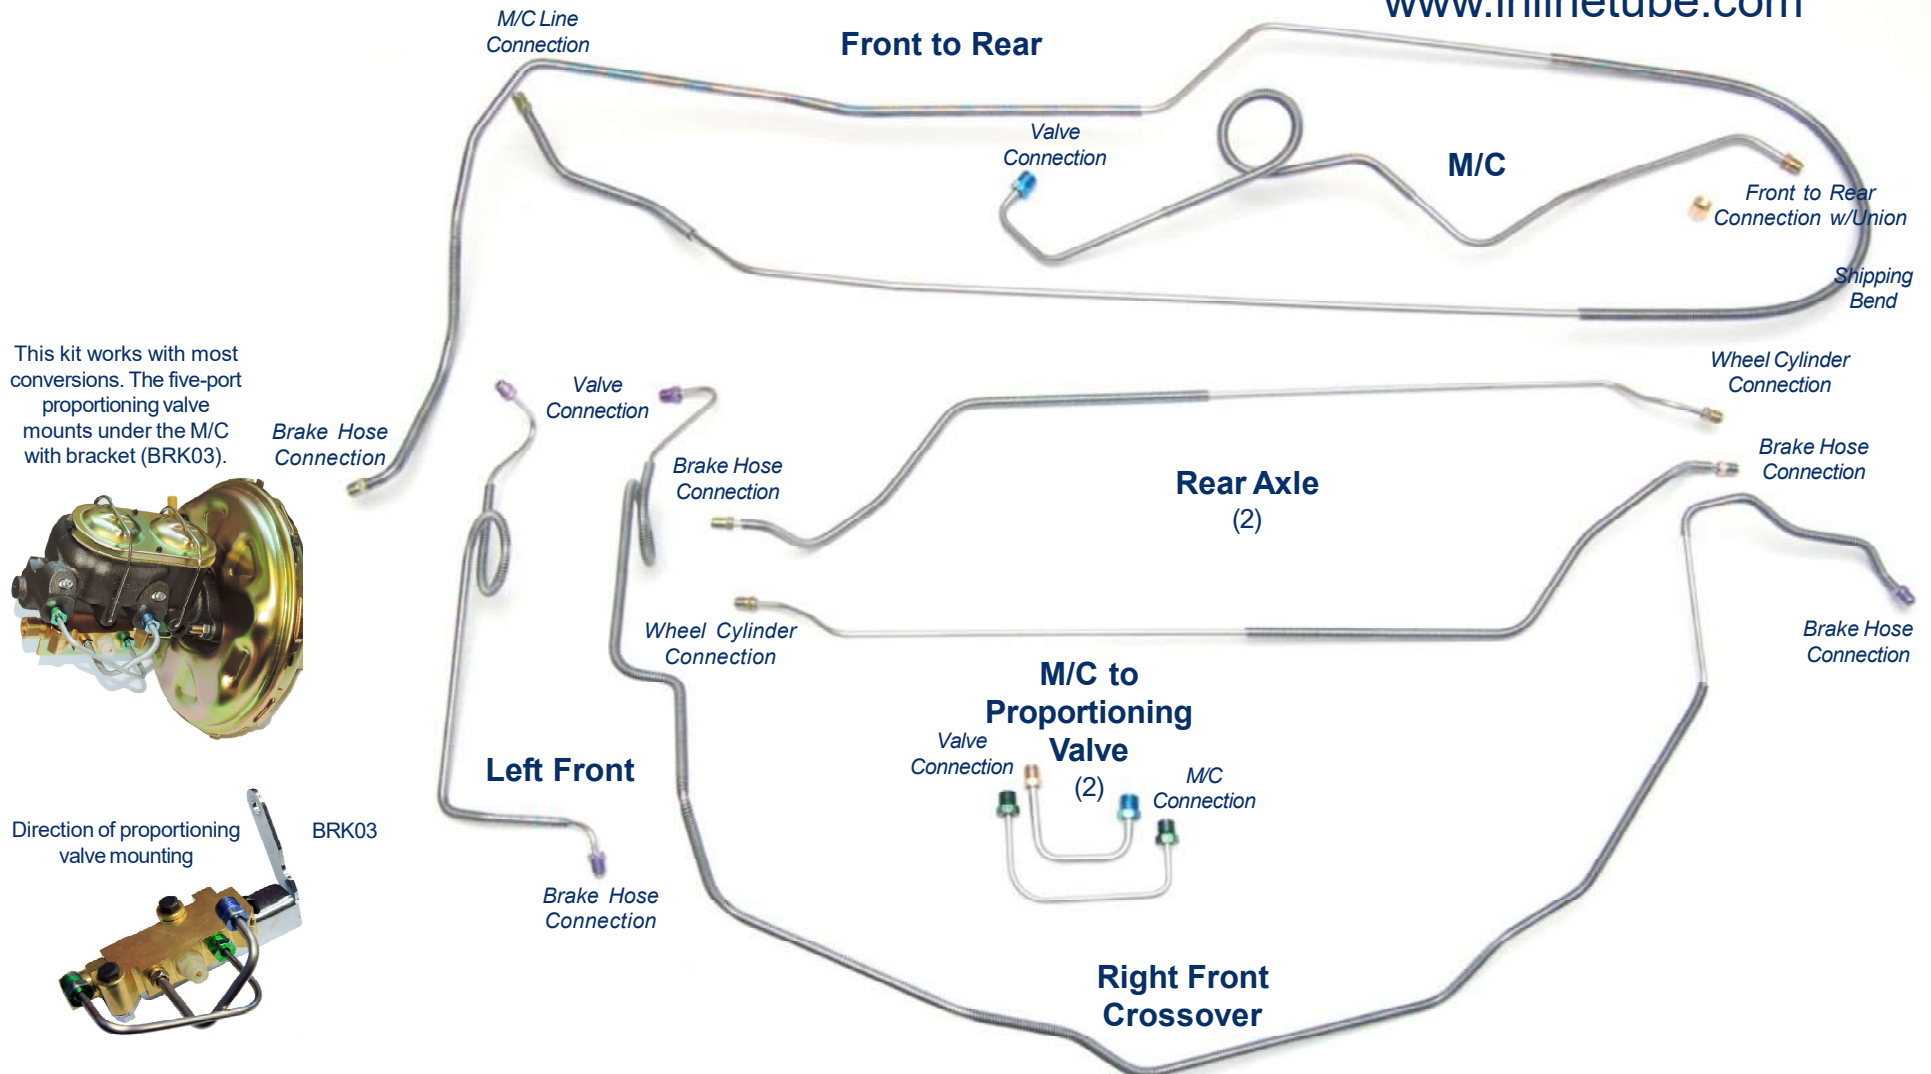 www.inlinetube.com
M/C Line
Connection
Front to Rear
Valve
Connection
M/C
Front to Rear
Connection w/Union
Shipping
Bend
This kit works with most
conversions. The five-port
proportioning valve
mounts under the M/C
with bracket (BRK03).
Brake Hose
Connection
Valve
Connection
Wheel Cylinder
Connection
Brake Hose
Connection
Rear Axle
(2)
Brake Hose
Connection
Wheel Cylinder
Connection
Brake Hose
Connection
M/C to
Proportioning
Valve
(2)
Valve
Connection
M/C
Connection
Left Front
Direction of proportioning
valve mounting
BRK03
Brake Hose
Connection
Right Front
Crossover